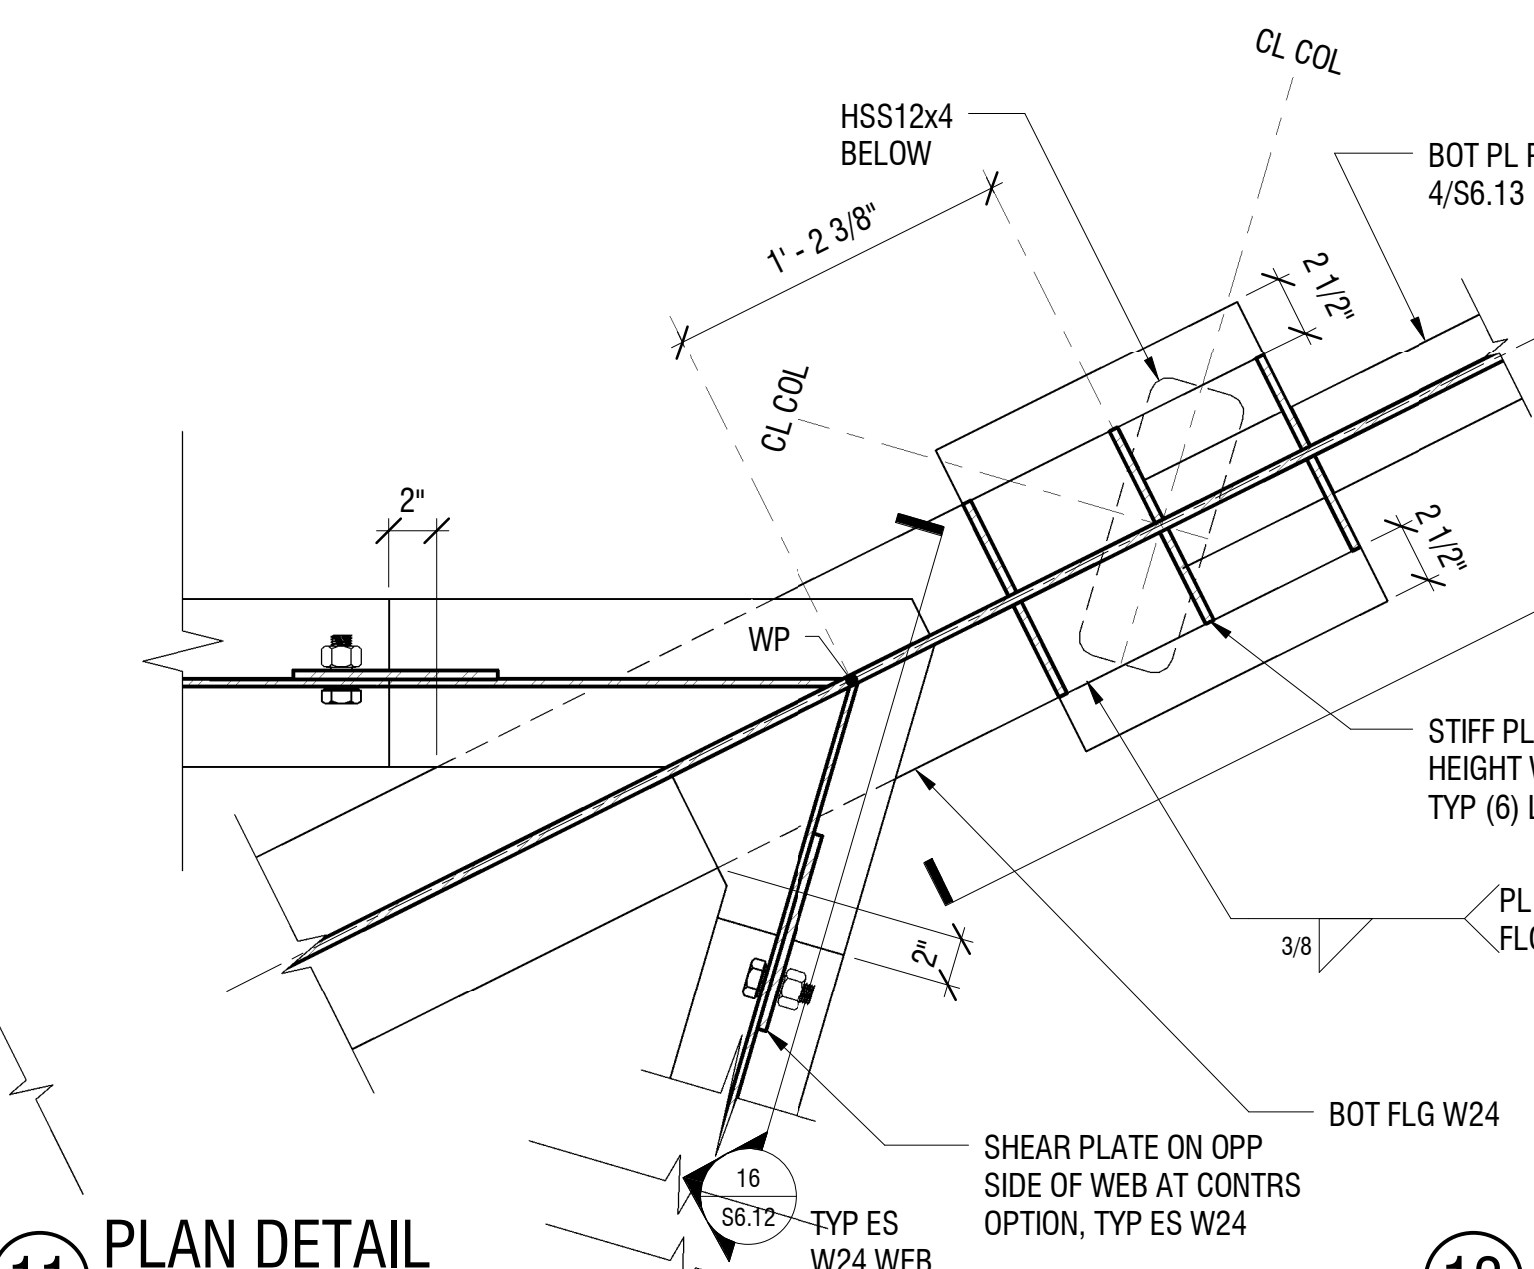 CL COL
HSS12x4
BELOW
BOT PL
4/S6.13
1' - 2 3/8"
2 1/2"
CL COL
2"
2 1/2"
WP
STIFF PL
HEIGHT
TYP (6)
PL
3/8
2"
BOT FLG W24
SHEAR PLATE ON OPP
SIDE OF WEB AT CONTRS
OPTION, TYP ES W24
16
S6.12
TYP ES
W24 WEB
11
PLAN DETAIL